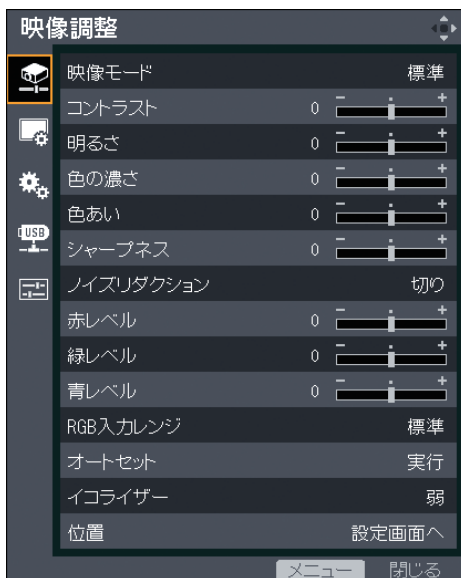 映像調整
映像モード 標準
コントラスト 0 - +
明るさ 0 - +
色の濃さ 0 - +
色あい 0 - +
USB
シャープネス 0 - +
ノイズリダクション 切り
赤レベル 0 - +
緑レベル 0 - +
青レベル 0 - +
RGB入力レンジ 標準
オートセット 実行
イコライザー 弱
位置 設定画面へ
メニュー 閉じる